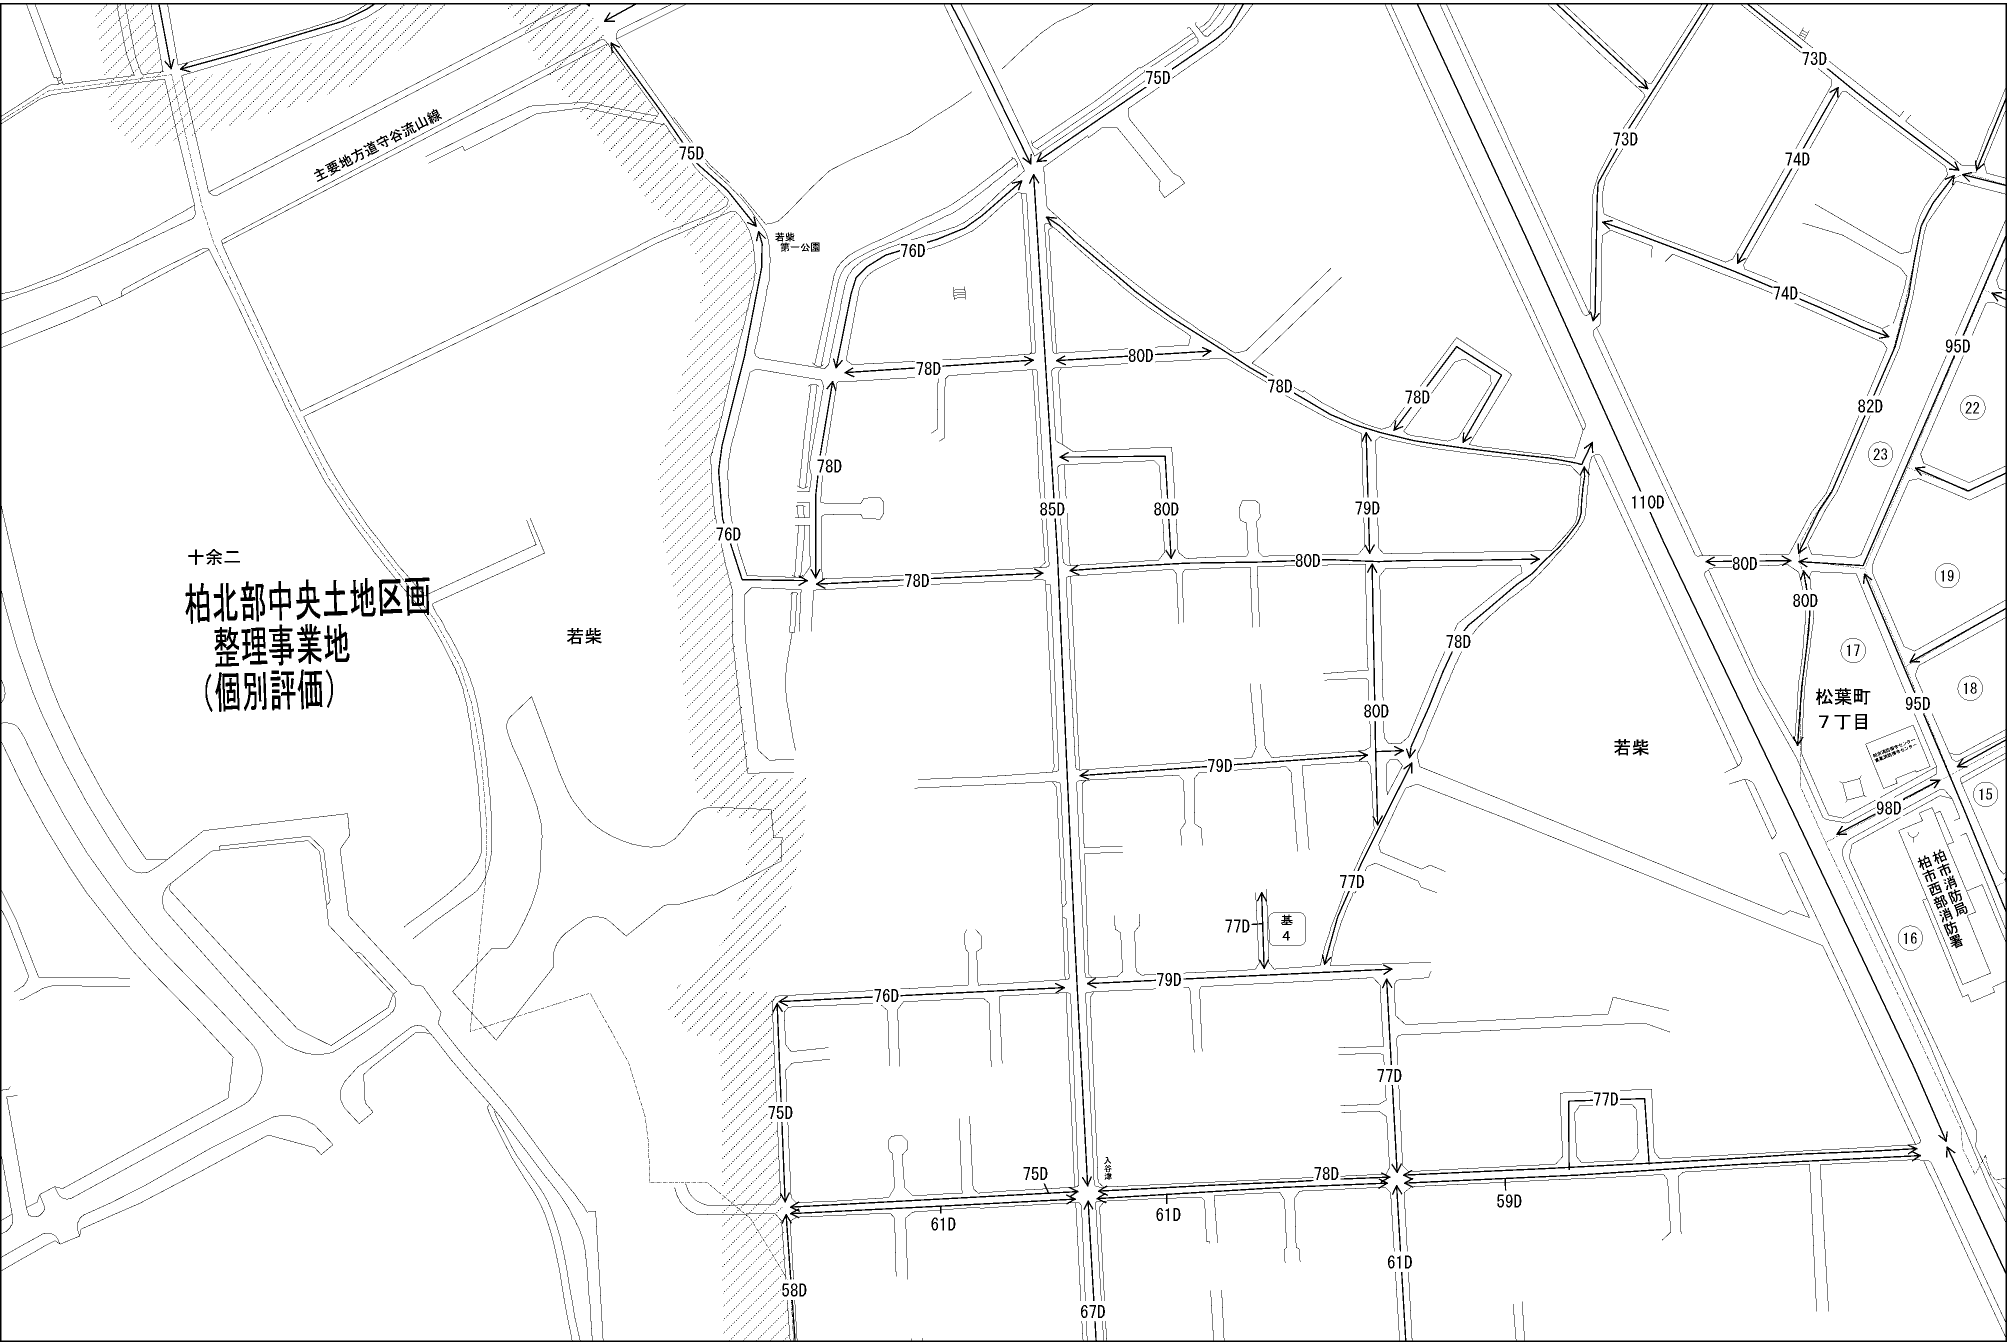 73D
75D
主要地方道守谷流山線
73D
75D
74D
若柴
第一公園
76D
74D
95D
80D
78D
78D
78D
82D
22
78D
23
110D
85D
80D
79D
76D
十余二
80D
80D
78D
19
柏北部中央土地区画
整理事業地
(個別評価)
80D
若柴
78D
17
18
松葉町
7丁目
95D
80D
若柴
79D
15
98D
柏市消防局
柏市西部消防署
77D
77D
基
4
16
79D
76D
77D
77D
75D
入谷津
75D
78D
61D
61D
59D
61D
58D
67D